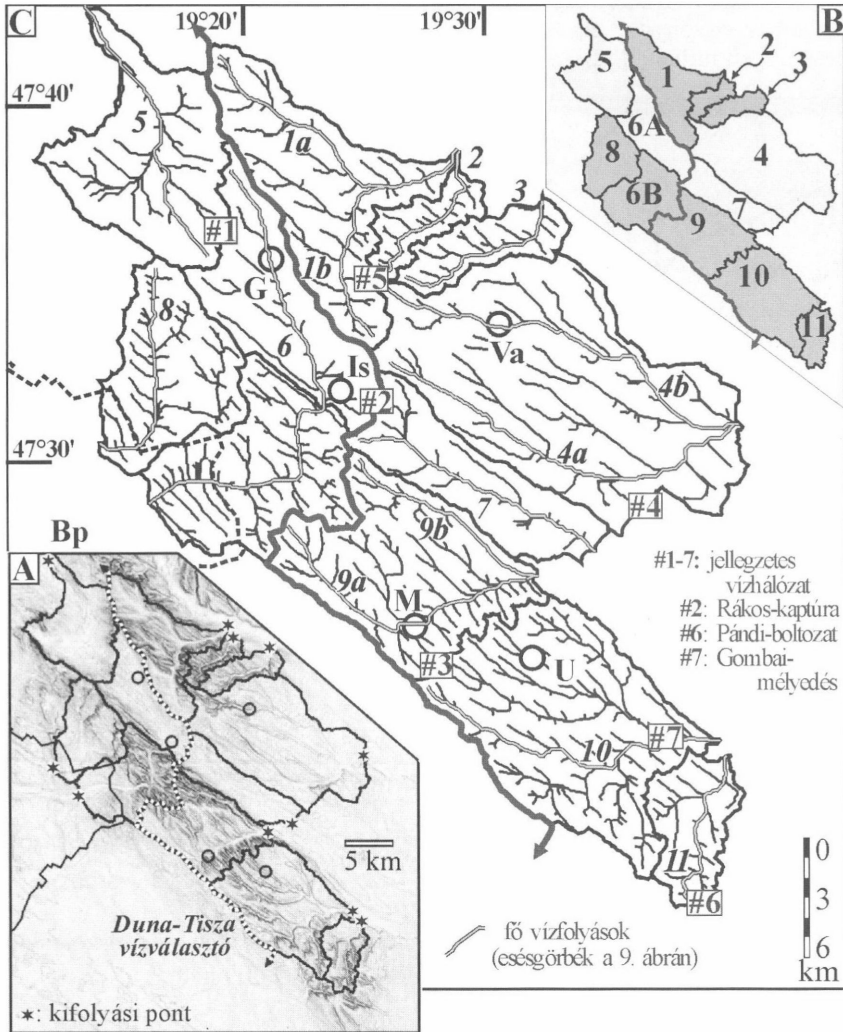 C
19°20'
19°30'
B
47°40'
5
1a
2
3
#1
1b
#5
G
8
6
Is
#2
Va
4b
4a
47°30'
7
#4
Bp
9b
9a
M
#3
U
10
#7
11
#6
5
1
2
3
6A
4
8
6B
7
9
10
11
#1-7: jellegzetes
vízhálózat
#2: Rákos-kaptúra
#6: Pándi-boltozat
#7: Gombai-
mélyedés
A
5 km
Duna-Tisza
vízválasztó
*: kifolyási pont
fő vízfolyások
(esésgörbék a 9. ábrán)
0
3
6
km